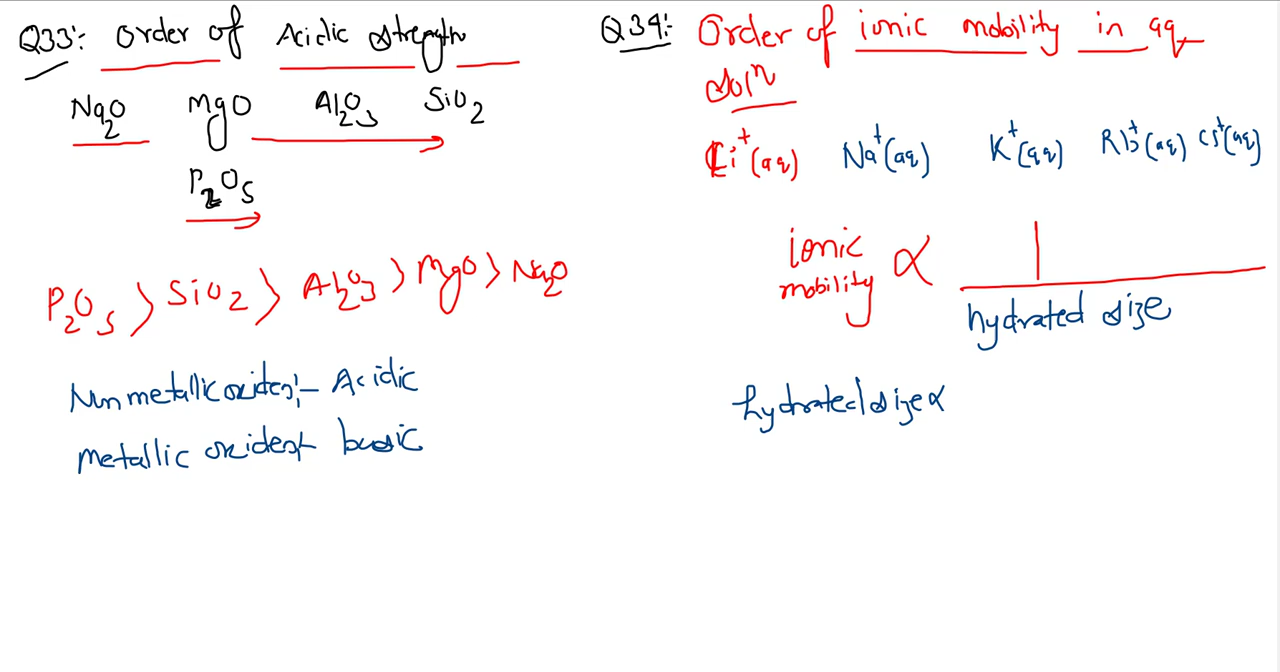 Q33: Order of Acidic strength
Na2O MgO Al2O3 SiO2
P2O5
P2O5 > SiO2 > Al2O3 > MgO > Na2O
Nonmetallic oxides:- Acidic
metallic oxides:- basic
Q34: Order of ionic mobility in aq
Sol^n
Li+(aq) Na+(aq) K+(aq) Rb+(aq) Cs+(aq)
ionic mobility ∝ 1 / hydrated size
hydrated size ∝